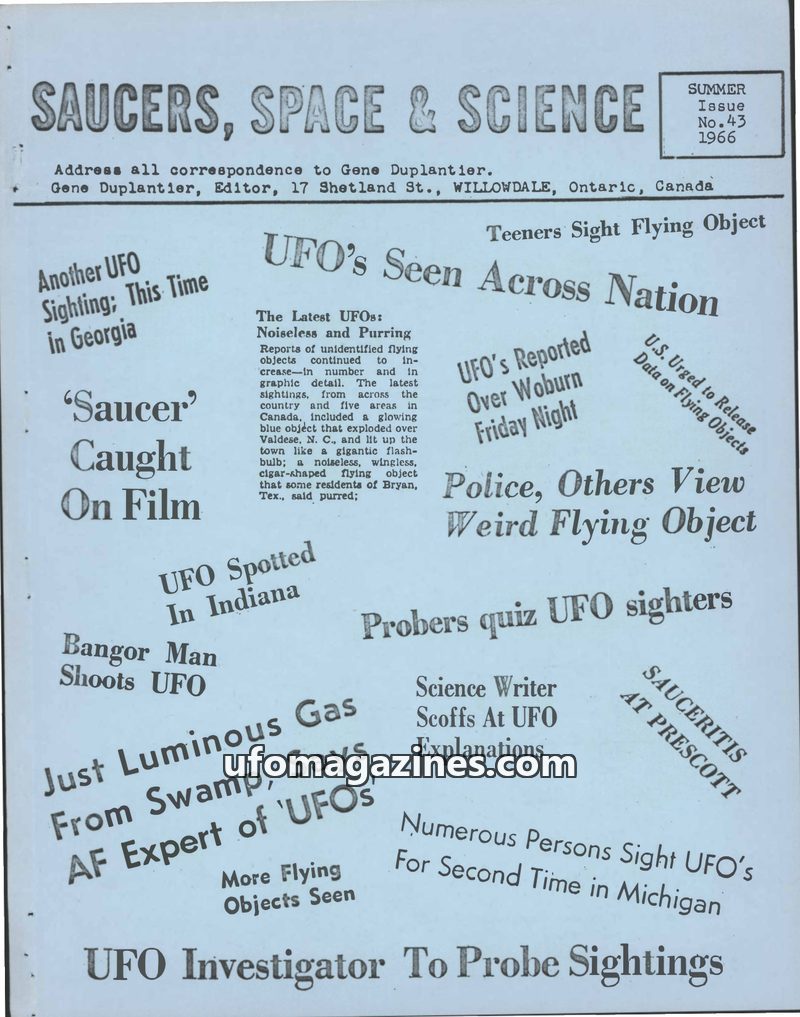 SAUCERS, SPACE & SCIENCE
SUMMER
Issue
No.43
1966
Address all correspondence to Gene Duplantier.
Gene Duplantier, Editor, 17 Shetland St., WILLOWDALE, Ontario, Canada
Teeners Sight Flying Object
UFO's Seen Across Nation
Another UFO
Sighting; This Time
in Georgia
The Latest UFOs:
Noiseless and Purring
Reports of unidentified flying
objects continued to in-
crease—in number and in
graphic detail. The latest
sightings, from across the
country and five areas in
Canada, included a glowing
blue object that exploded over
Valdese, N. C., and lit up the
town like a gigantic flash-
bulb; a noiseless, wingless,
cigar-shaped flying object
that some residents of Bryan,
Tex., said purred;
UFO's Reported
Over Woburn
Friday Night
U.S. Urged to Release
Data on Flying Objects
'Saucer'
Caught
On Film
Police, Others View
Weird Flying Object
UFO Spotted
In Indiana
Probers quiz UFO sighters
Bangor Man
Shoots UFO
Science Writer
Scoffs At UFO
Explanations
SAUCERITIS
AT PRESCOTT
Just Luminous Gas
From Swamp, Says
AF Expert of 'UFOs
ufomagazines.com
More Flying
Objects Seen
Numerous Persons Sight UFO's
For Second Time in Michigan
UFO Investigator To Probe Sightings